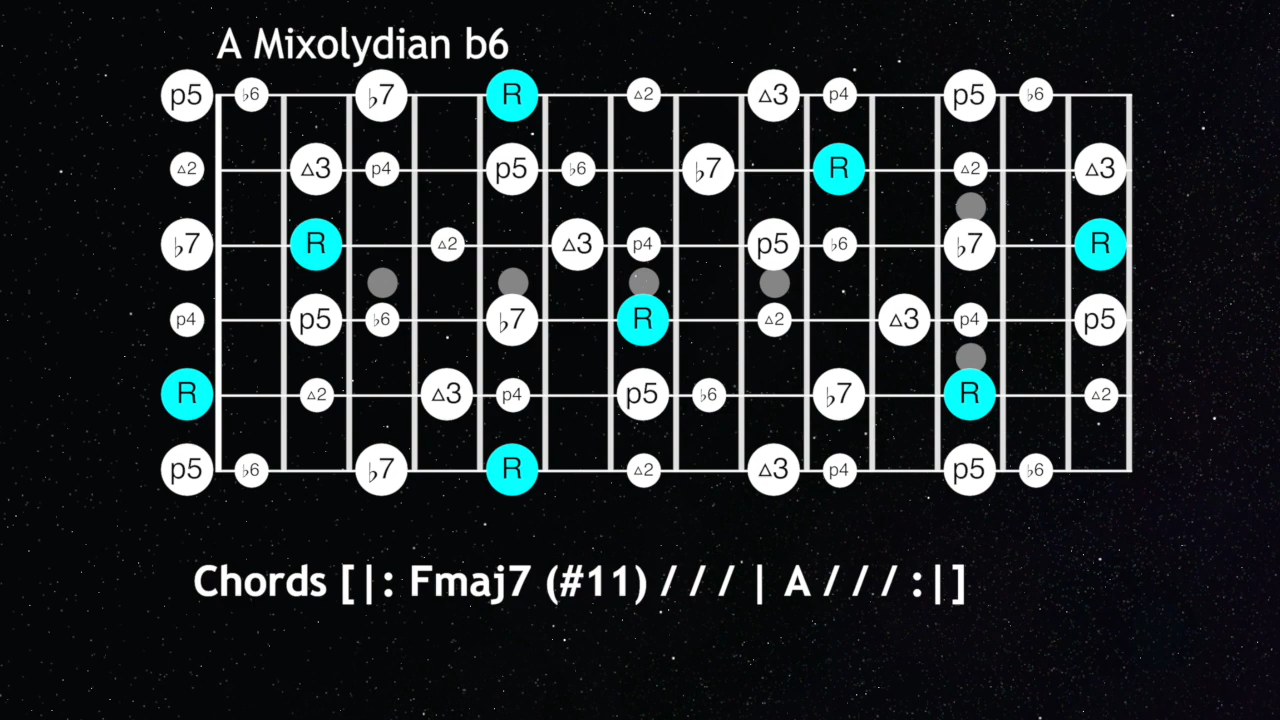 A Mixolydian b6
p5 ♭6 ♭7 R △2 △3 p4 p5 ♭6
△2 △3 p4 p5 ♭6 ♭7 R △2 △3
♭7 R △2 △3 p4 p5 ♭6 ♭7 R
p4 p5 ♭6 ♭7 R △2 △3 p4 p5
R △2 △3 p4 p5 ♭6 ♭7 R △2
p5 ♭6 ♭7 R △2 △3 p4 p5 ♭6
Chords [|: Fmaj7 (#11) / / / | A / / / :|]